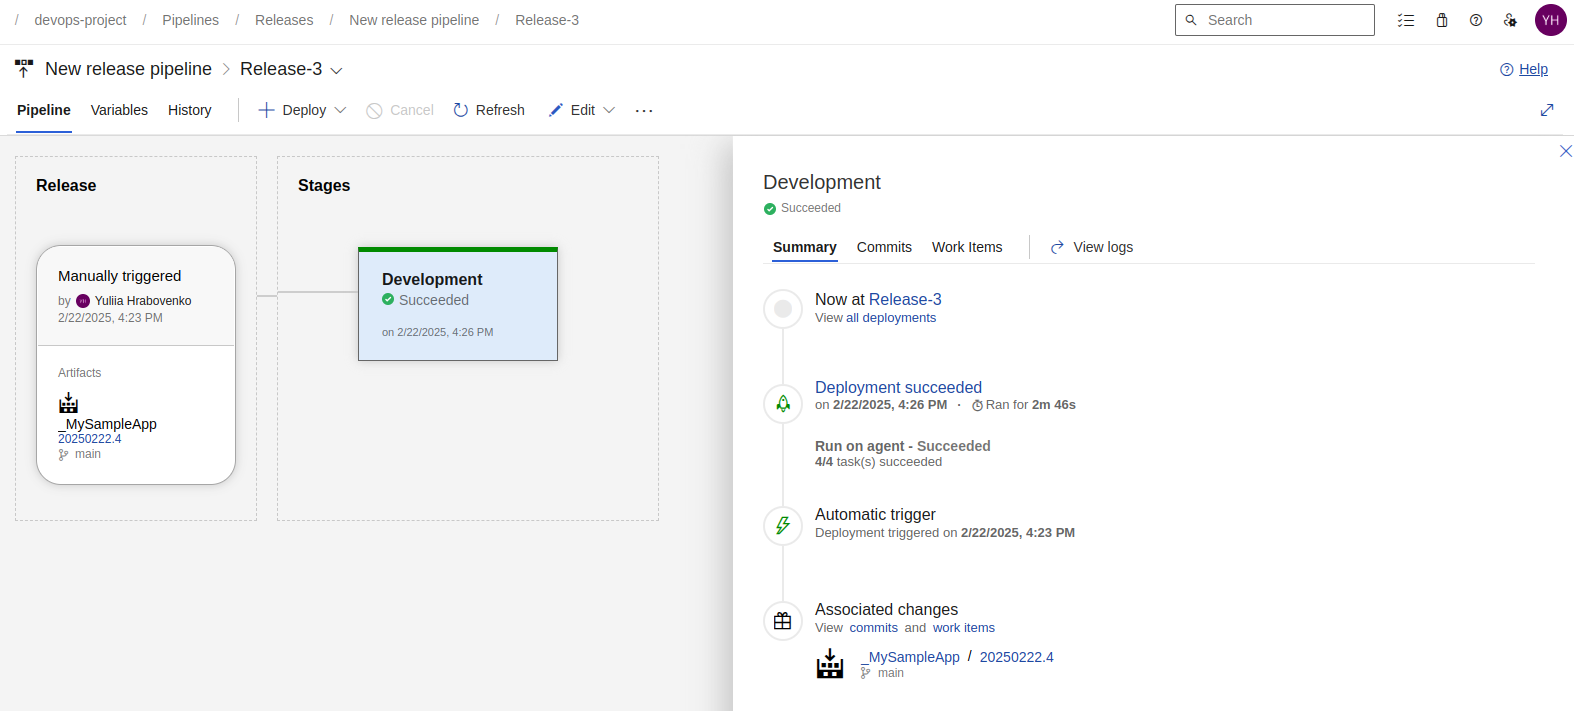 / devops-project / Pipelines / Releases / New release pipeline / Release-3
Search
YH
New release pipeline > Release-3
Help
Pipeline Variables History Deploy Cancel Refresh Edit ...
Release
Manually triggered
by YH Yuliia Hrabovenko
2/22/2025, 4:23 PM
Artifacts
_MySampleApp
20250222.4
main
Stages
Development
Succeeded
on 2/22/2025, 4:26 PM
Development
Succeeded
Summary Commits Work Items View logs
Now at Release-3
View all deployments
Deployment succeeded
on 2/22/2025, 4:26 PM · Ran for 2m 46s
Run on agent - Succeeded
4/4 task(s) succeeded
Automatic trigger
Deployment triggered on 2/22/2025, 4:23 PM
Associated changes
View commits and work items
_MySampleApp / 20250222.4
main